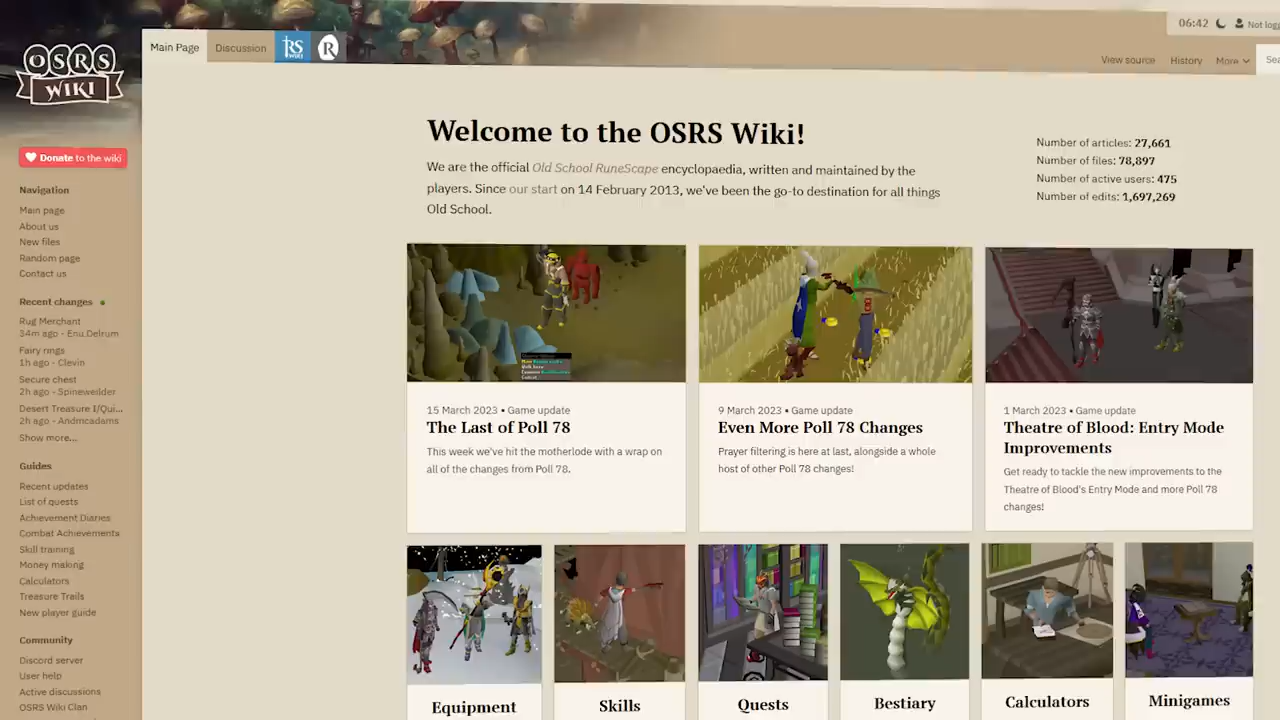 OSRS
WIKI
Main Page
Discussion
RS
WIKI
R
06:42
Not logg
View source
History
More
Sea
Donate to the wiki
Navigation
Main page
About us
New files
Random page
Contact us
Recent changes
Rug Merchant
34m ago - Enu.Delrum
Fairy rings
1h ago - Clevin
Secure chest
2h ago - Spineweilder
Desert Treasure I/Qui...
2h ago - Andmcadams
Show more...
Guides
Recent updates
List of quests
Achievement Diaries
Combat Achievements
Skill training
Money making
Calculators
Treasure Trails
New player guide
Community
Discord server
User help
Active discussions
OSRS Wiki Clan
Welcome to the OSRS Wiki!
We are the official Old School RuneScape encyclopaedia, written and maintained by the
players. Since our start on 14 February 2013, we've been the go-to destination for all things
Old School.
Number of articles: 27,661
Number of files: 78,897
Number of active users: 475
Number of edits: 1,697,269
15 March 2023 • Game update
The Last of Poll 78
This week we've hit the motherlode with a wrap on
all of the changes from Poll 78.
9 March 2023 • Game update
Even More Poll 78 Changes
Prayer filtering is here at last, alongside a whole
host of other Poll 78 changes!
1 March 2023 • Game update
Theatre of Blood: Entry Mode
Improvements
Get ready to tackle the new improvements to the
Theatre of Blood's Entry Mode and more Poll 78
changes!
Equipment
Skills
Quests
Bestiary
Calculators
Minigames